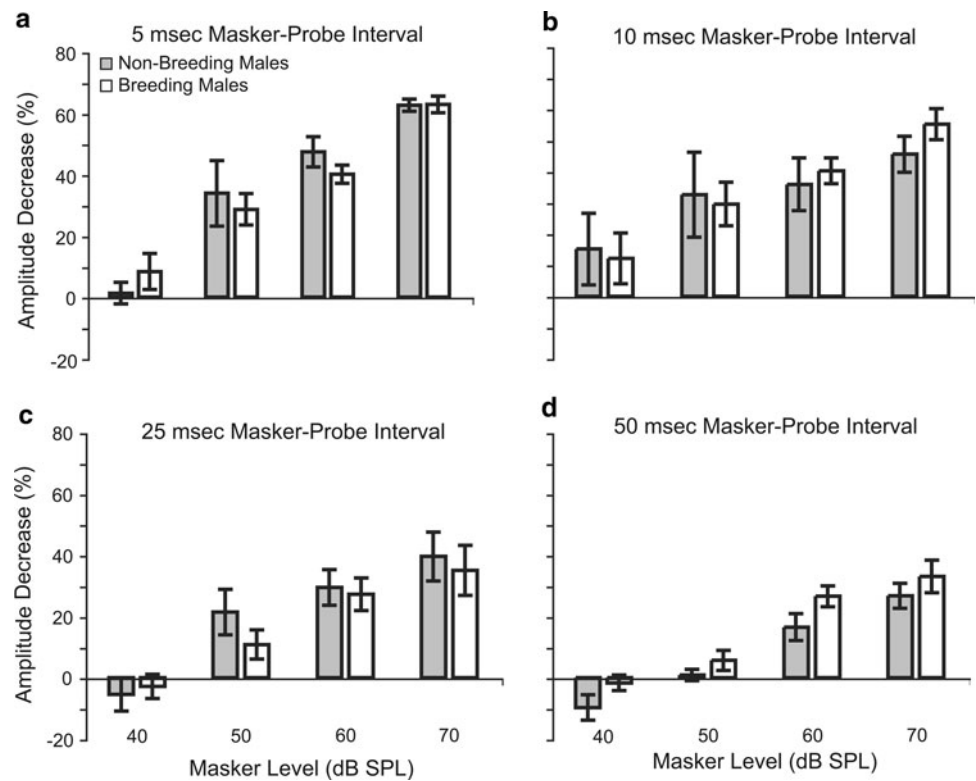 a
5 msec Masker-Probe Interval
80
60
40
20
0
-20
Amplitude Decrease (%)
Non-Breeding Males
Breeding Males
b
10 msec Masker-Probe Interval
c
25 msec Masker-Probe Interval
80
60
40
20
0
-20
Amplitude Decrease (%)
40
50
60
70
Masker Level (dB SPL)
d
50 msec Masker-Probe Interval
40
50
60
70
Masker Level (dB SPL)